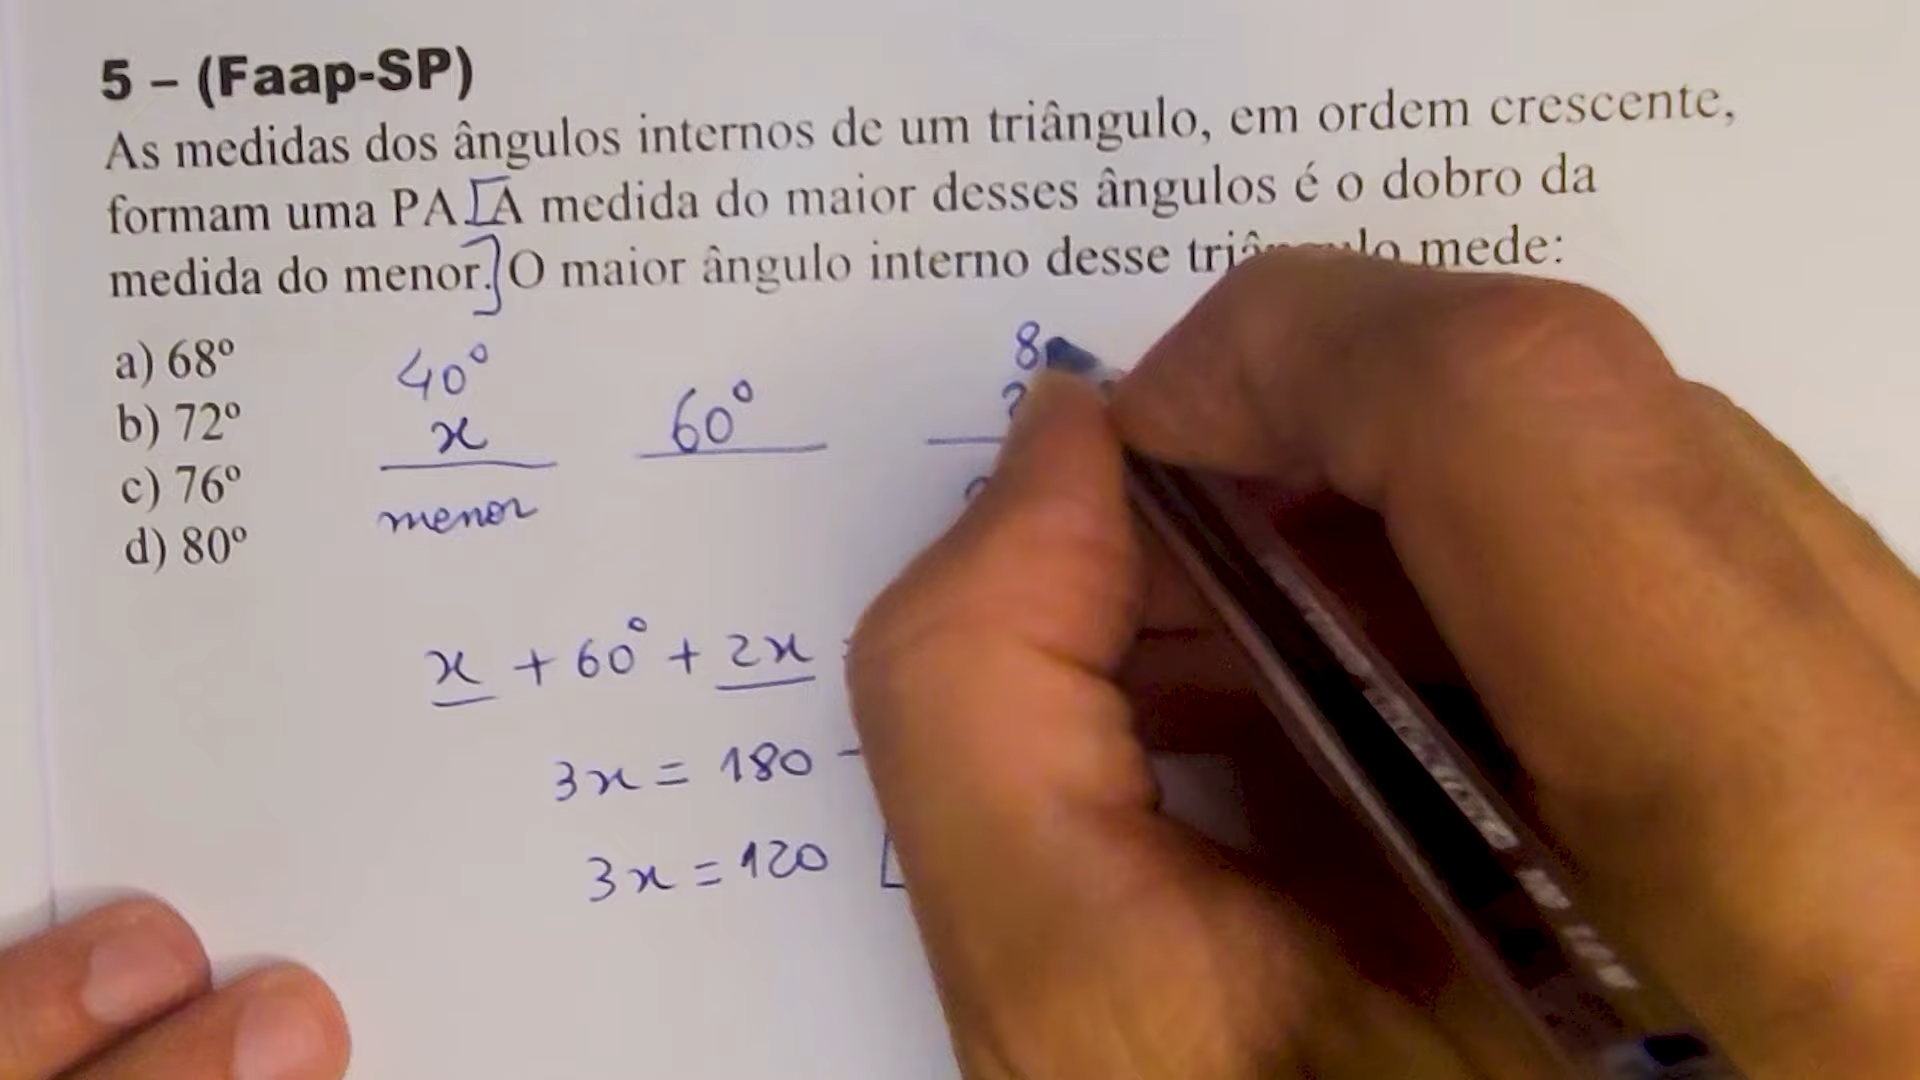 5 – (Faap-SP)
As medidas dos ângulos internos de um triângulo, em ordem crescente,
formam uma PA[A medida do maior desses ângulos é o dobro da
medida do menor.]O maior ângulo interno desse mede:
a) 68º
b) 72º
c) 76º
d) 80º
40°
x
menor
60°
8
x + 60° + 2x
3x = 180 -
3x = 120